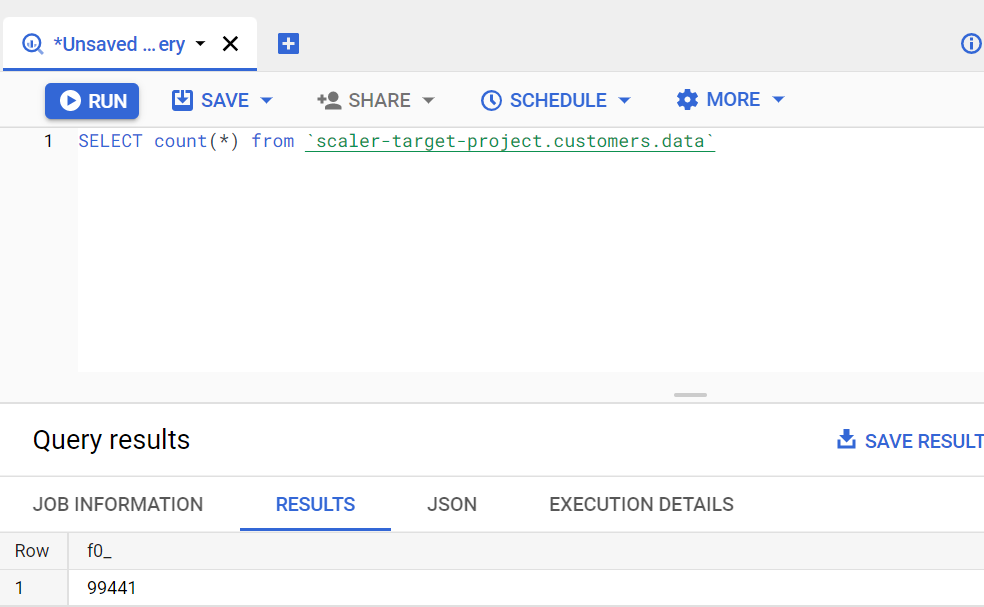 *Unsaved ...ery
RUN SAVE SHARE SCHEDULE MORE
1 SELECT count(*) from `scaler-target-project.customers.data`
Query results
SAVE RESULT
JOB INFORMATION RESULTS JSON EXECUTION DETAILS
Row f0_
1 99441